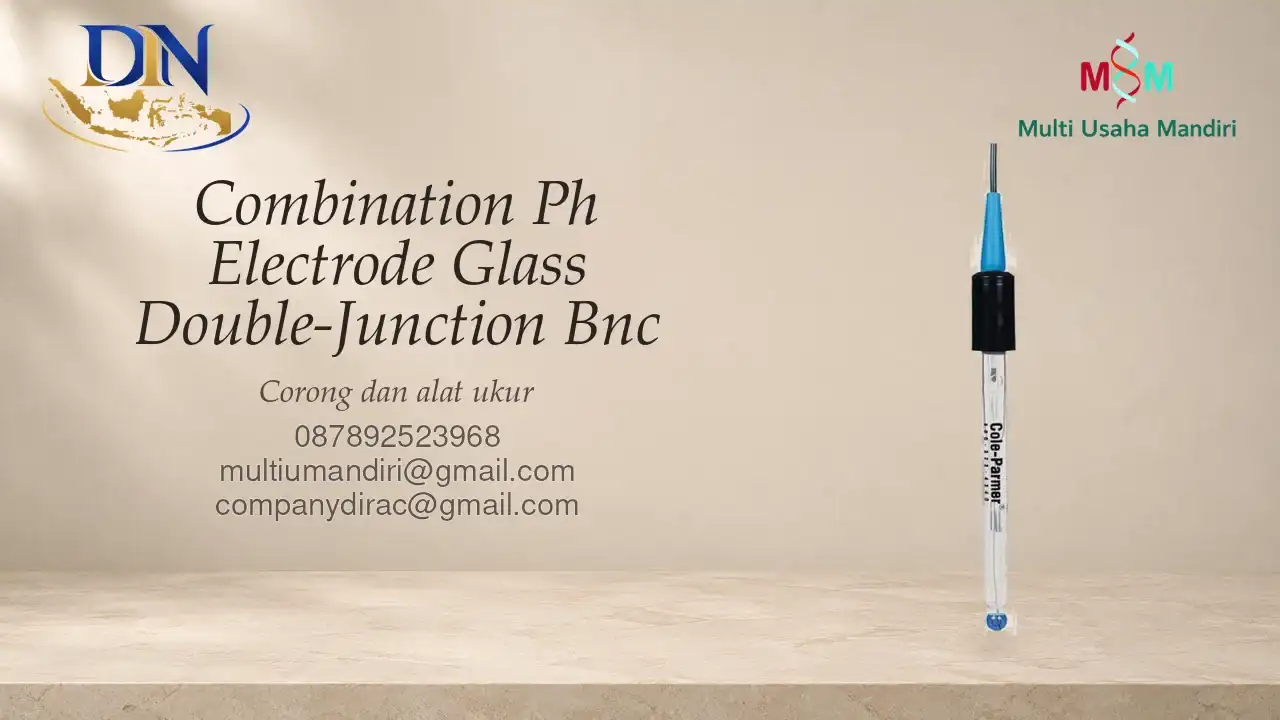 DN
MSM
Multi Usaha Mandiri
Combination Ph
Electrode Glass
Double-Junction Bnc
Corong dan alat ukur
087892523968
multiumandiri@gmail.com
companydirac@gmail.com
Cole-Parmer